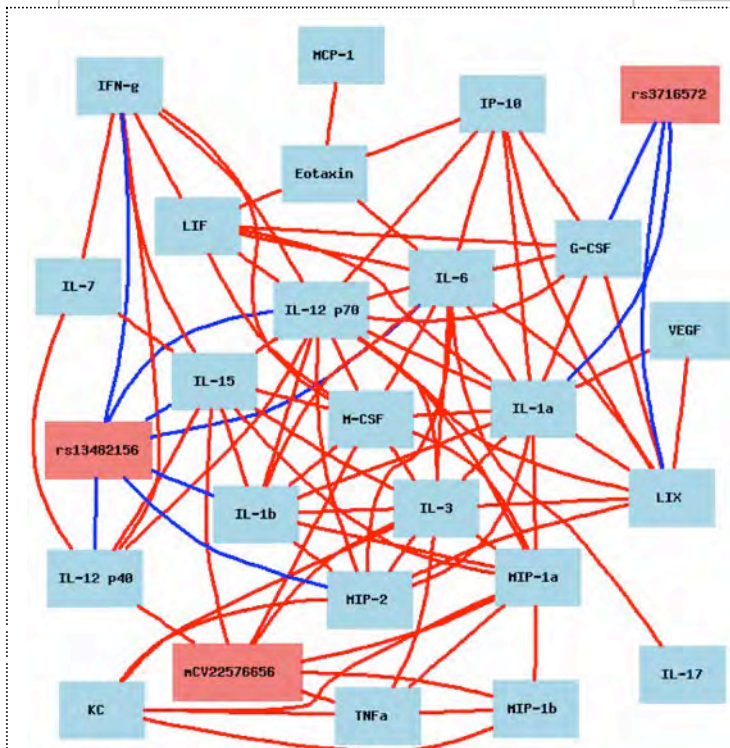 MCP-1
IFN-g
rs3716572
IP-10
Eotaxin
LIF
G-CSF
IL-6
IL-7
IL-12 p70
VEGF
IL-15
IL-1a
M-CSF
rs13482156
LIX
IL-1b
IL-3
IL-12 p40
MIP-1a
MIP-2
mCV22576656
IL-17
KC
TNFa
MIP-1b